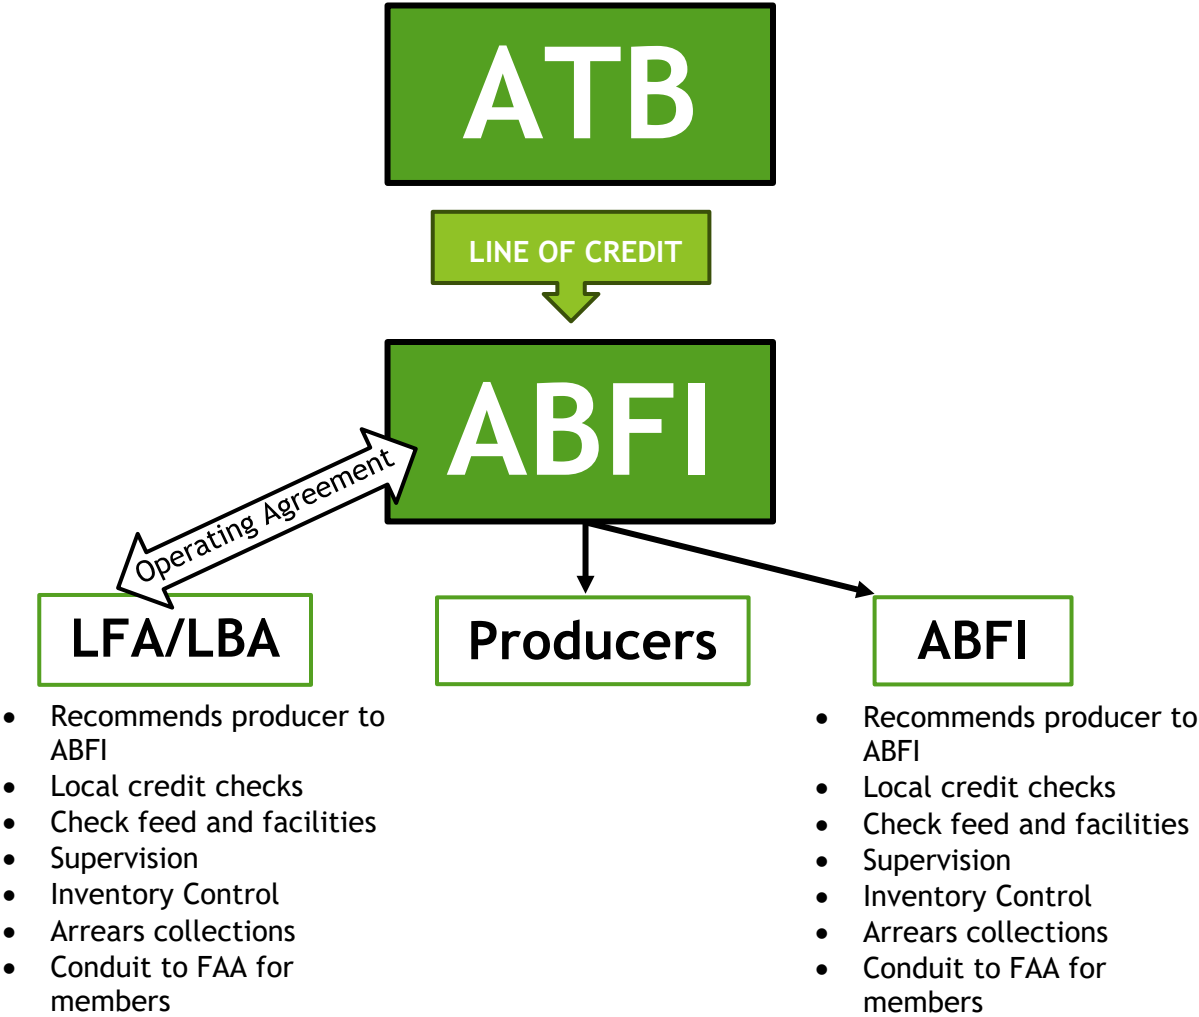 ATB
LINE OF CREDIT
ABFI
Operating Agreement
LFA/LBA
Producers
ABFI
• Recommends producer to
ABFI
• Local credit checks
• Check feed and facilities
• Supervision
• Inventory Control
• Arrears collections
• Conduit to FAA for
members
• Recommends producer to
ABFI
• Local credit checks
• Check feed and facilities
• Supervision
• Inventory Control
• Arrears collections
• Conduit to FAA for
members